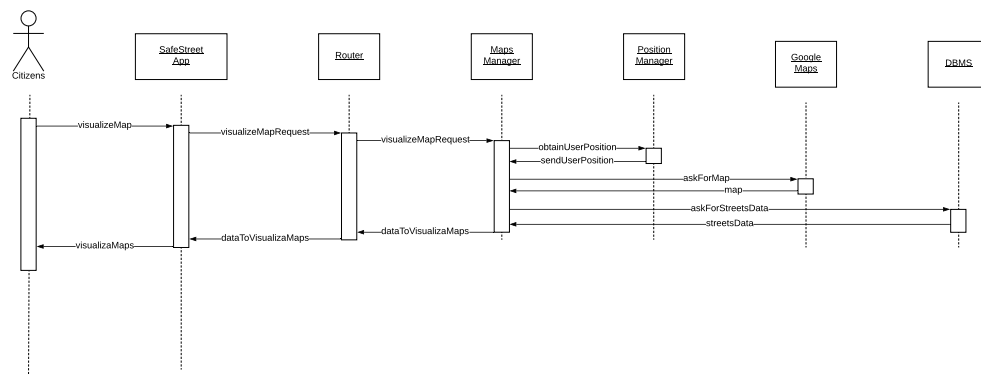 Citizens
SafeStreet
App
Router
Maps
Manager
Position
Manager
Google
Maps
DBMS
visualizeMap
visualizeMapRequest
visualizeMapRequest
obtainUserPosition
sendUserPosition
askForMap
map
askForStreetsData
streetsData
dataToVisualizaMaps
dataToVisualizaMaps
visualizaMaps